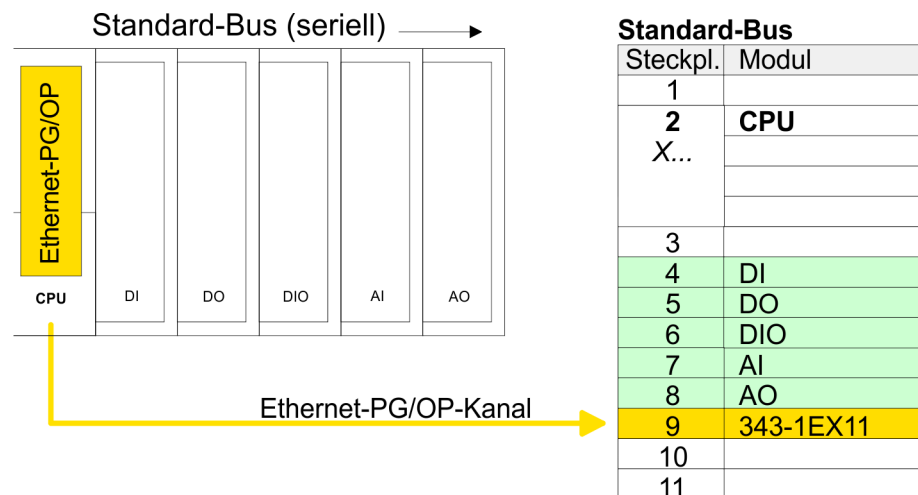 Standard-Bus (seriell)
Ethernet-PG/OP
CPU
DI
DO
DIO
AI
AO
Ethernet-PG/OP-Kanal
Standard-Bus
Steckpl. Modul
1
2 CPU
X...
3
4 DI
5 DO
6 DIO
7 AI
8 AO
9 343-1EX11
10
11